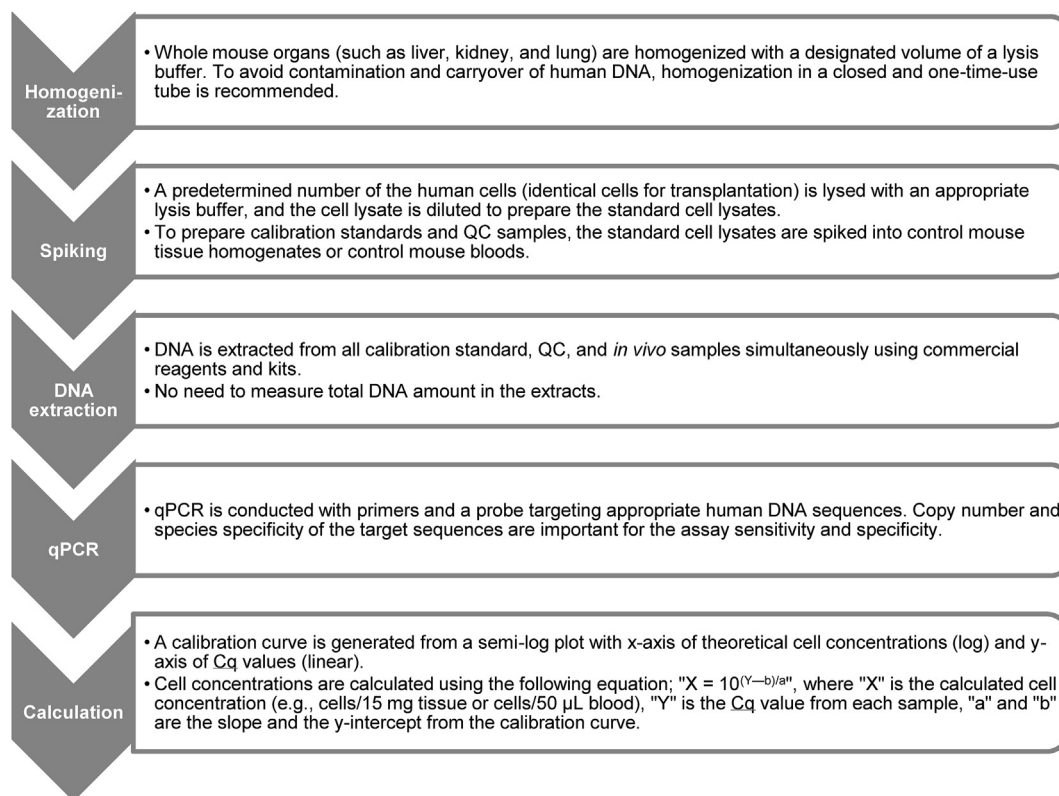 Homogeni-
zation
• Whole mouse organs (such as liver, kidney, and lung) are homogenized with a designated volume of a lysis
buffer. To avoid contamination and carryover of human DNA, homogenization in a closed and one-time-use
tube is recommended.
Spiking
• A predetermined number of the human cells (identical cells for transplantation) is lysed with an appropriate
lysis buffer, and the cell lysate is diluted to prepare the standard cell lysates.
• To prepare calibration standards and QC samples, the standard cell lysates are spiked into control mouse
tissue homogenates or control mouse bloods.
DNA
extraction
• DNA is extracted from all calibration standard, QC, and in vivo samples simultaneously using commercial
reagents and kits.
• No need to measure total DNA amount in the extracts.
qPCR
• qPCR is conducted with primers and a probe targeting appropriate human DNA sequences. Copy number and
species specificity of the target sequences are important for the assay sensitivity and specificity.
Calculation
• A calibration curve is generated from a semi-log plot with x-axis of theoretical cell concentrations (log) and y-
axis of Cq values (linear).
• Cell concentrations are calculated using the following equation; "X = 10^(Y—b)/a", where "X" is the calculated cell
concentration (e.g., cells/15 mg tissue or cells/50 µL blood), "Y" is the Cq value from each sample, "a" and "b"
are the slope and the y-intercept from the calibration curve.